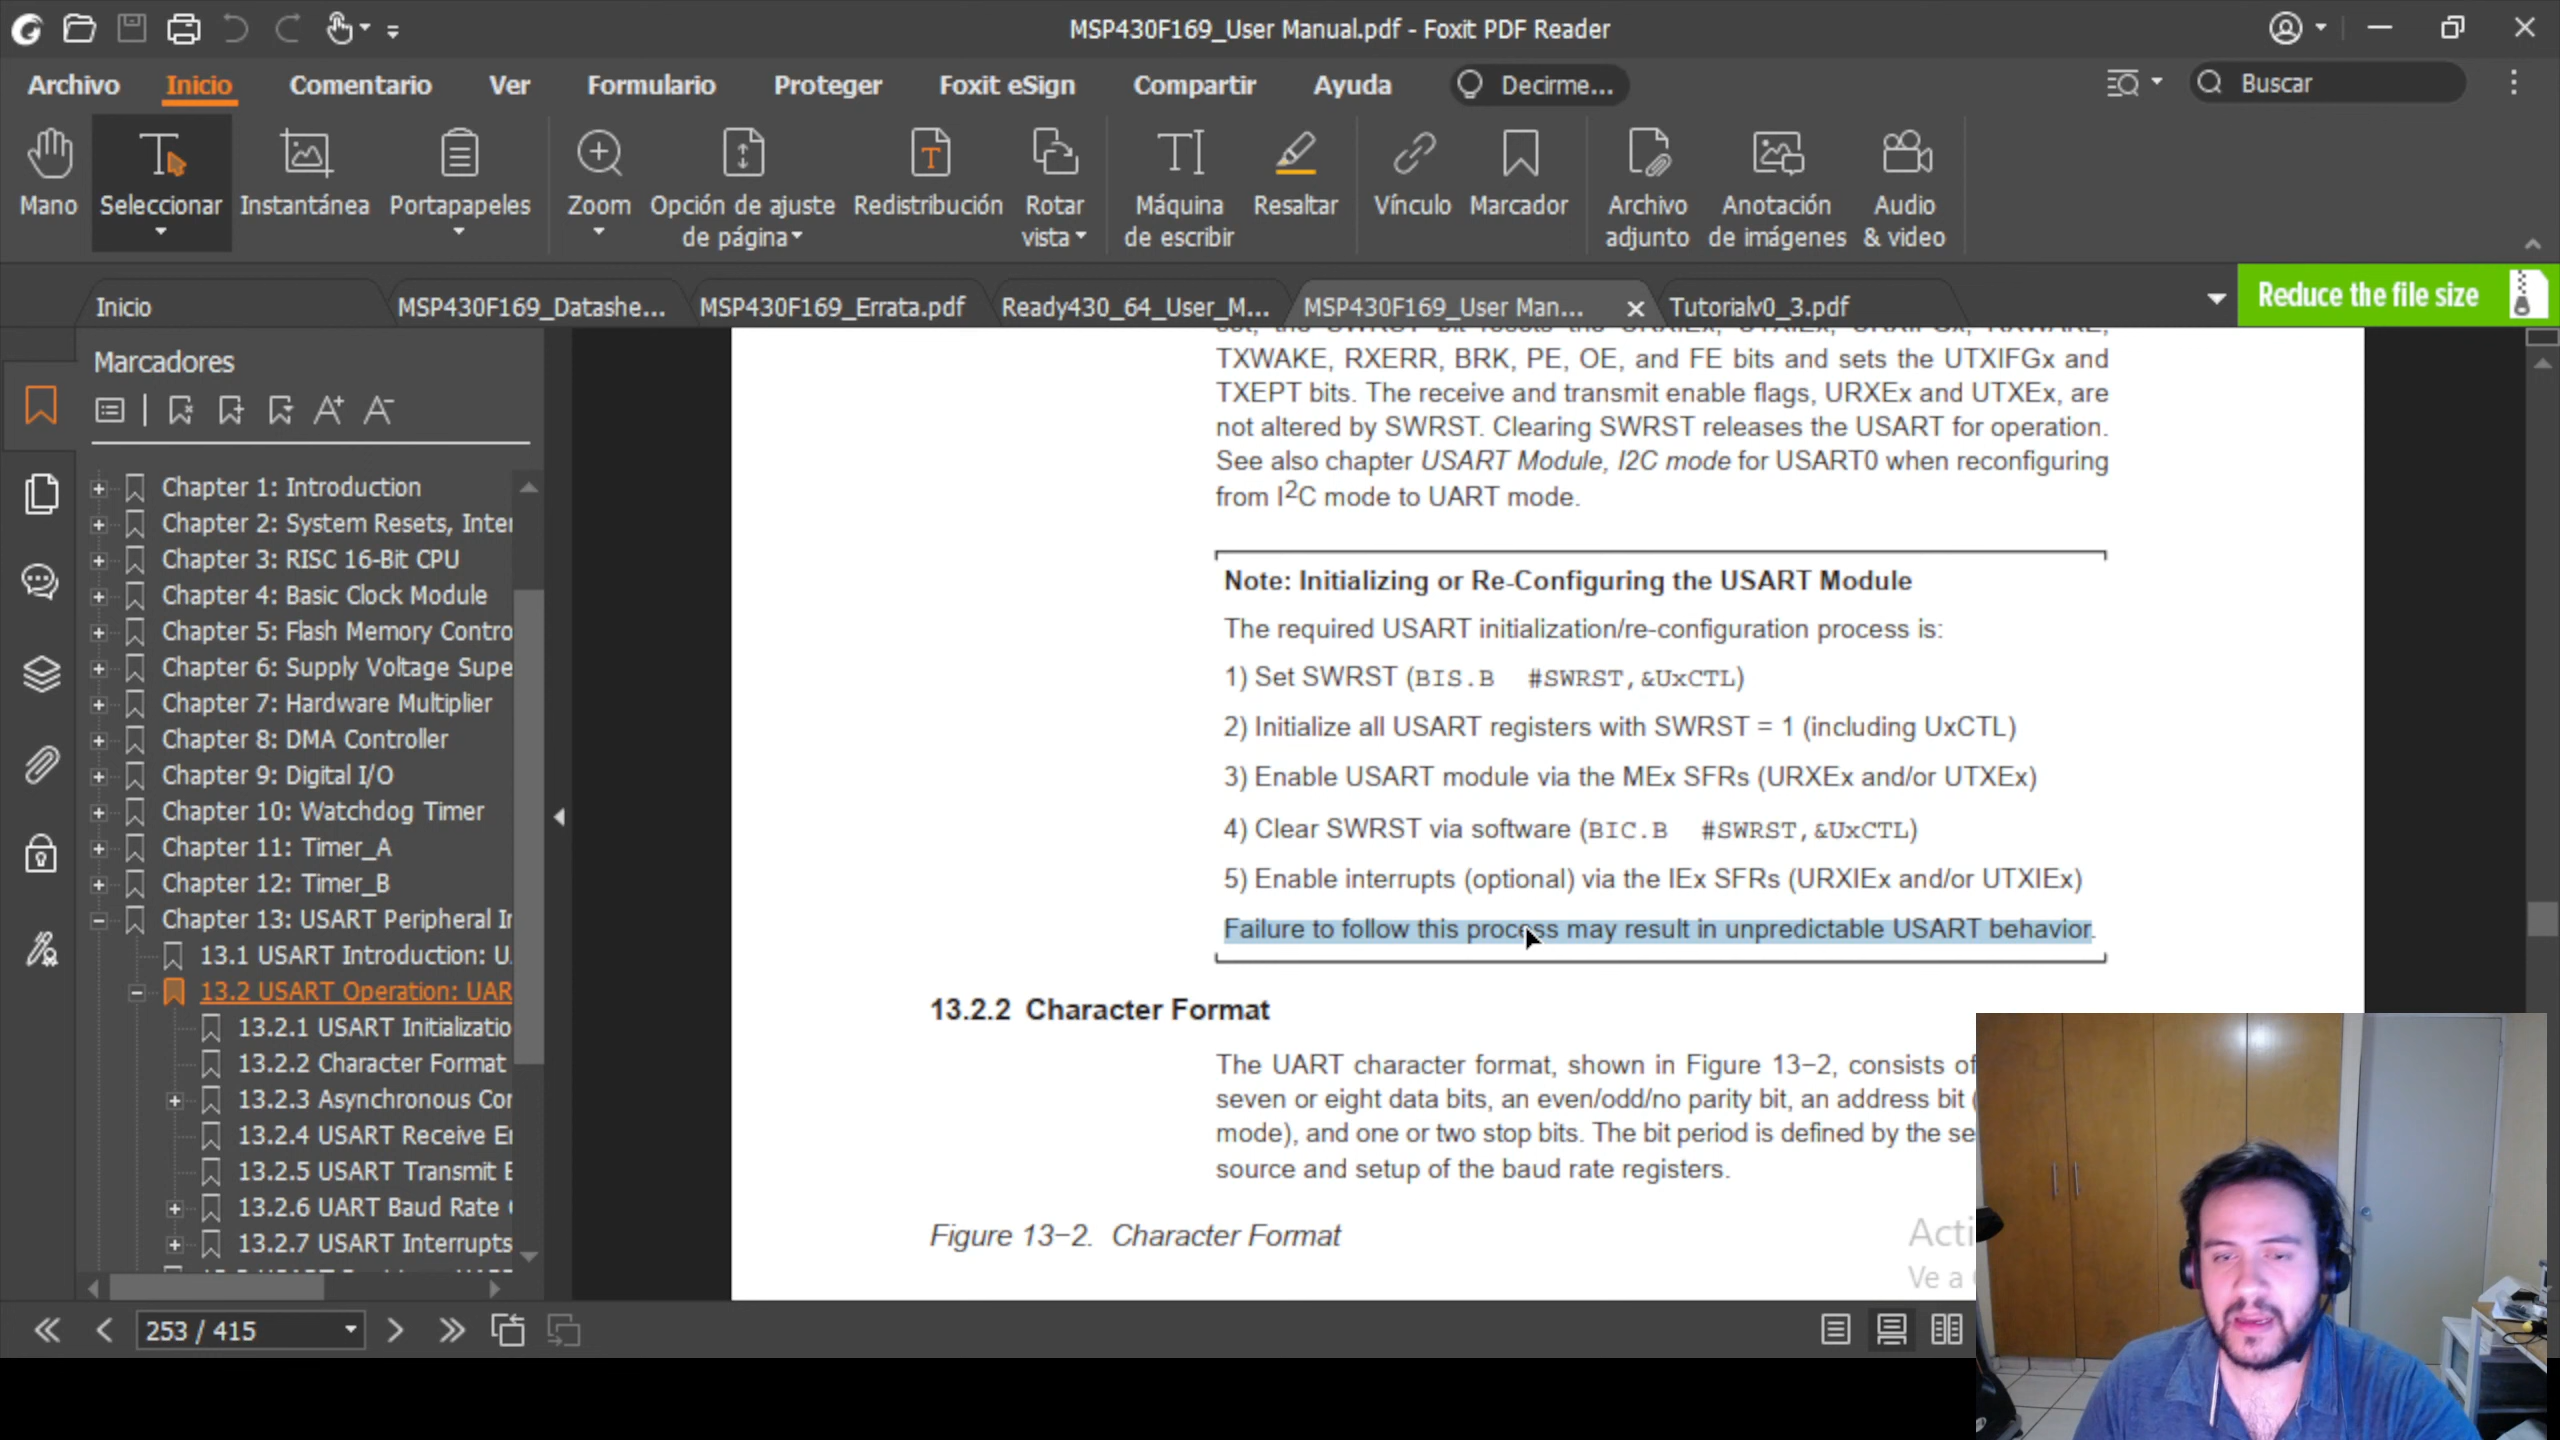 MSP430F169_User Manual.pdf - Foxit PDF Reader
Archivo Inicio Comentario Ver Formulario Proteger Foxit eSign Compartir Ayuda Decirme... Buscar
Mano Seleccionar Instantánea Portapapeles Zoom Opción de ajuste de página Redistribución Rotar vista Máquina de escribir Resaltar Vínculo Marcador Archivo adjunto Anotación de imágenes Audio & video
Inicio MSP430F169_Datashe... MSP430F169_Errata.pdf Ready430_64_User_M... MSP430F169_User Man... Tutorialv0_3.pdf Reduce the file size
Marcadores
Chapter 1: Introduction
Chapter 2: System Resets, Inter
Chapter 3: RISC 16-Bit CPU
Chapter 4: Basic Clock Module
Chapter 5: Flash Memory Contro
Chapter 6: Supply Voltage Supe
Chapter 7: Hardware Multiplier
Chapter 8: DMA Controller
Chapter 9: Digital I/O
Chapter 10: Watchdog Timer
Chapter 11: Timer_A
Chapter 12: Timer_B
Chapter 13: USART Peripheral In
13.1 USART Introduction: U
13.2 USART Operation: UAR
13.2.1 USART Initializatio
13.2.2 Character Format
13.2.3 Asynchronous Cor
13.2.4 USART Receive E
13.2.5 USART Transmit E
13.2.6 UART Baud Rate
13.2.7 USART Interrupts
253 / 415
TXWAKE, RXERR, BRK, PE, OE, and FE bits and sets the UTXIFGx and
TXEPT bits. The receive and transmit enable flags, URXEx and UTXEx, are
not altered by SWRST. Clearing SWRST releases the USART for operation.
See also chapter USART Module, I2C mode for USART0 when reconfiguring
from I2C mode to UART mode.
Note: Initializing or Re-Configuring the USART Module
The required USART initialization/re-configuration process is:
1) Set SWRST (BIS.B #SWRST,&UxCTL)
2) Initialize all USART registers with SWRST = 1 (including UxCTL)
3) Enable USART module via the MEx SFRs (URXEx and/or UTXEx)
4) Clear SWRST via software (BIC.B #SWRST,&UxCTL)
5) Enable interrupts (optional) via the IEx SFRs (URXIEx and/or UTXIEx)
Failure to follow this process may result in unpredictable USART behavior.
13.2.2 Character Format
The UART character format, shown in Figure 13−2, consists of
seven or eight data bits, an even/odd/no parity bit, an address bit (
mode), and one or two stop bits. The bit period is defined by the se
source and setup of the baud rate registers.
Figure 13−2. Character Format
Acti
Ve a